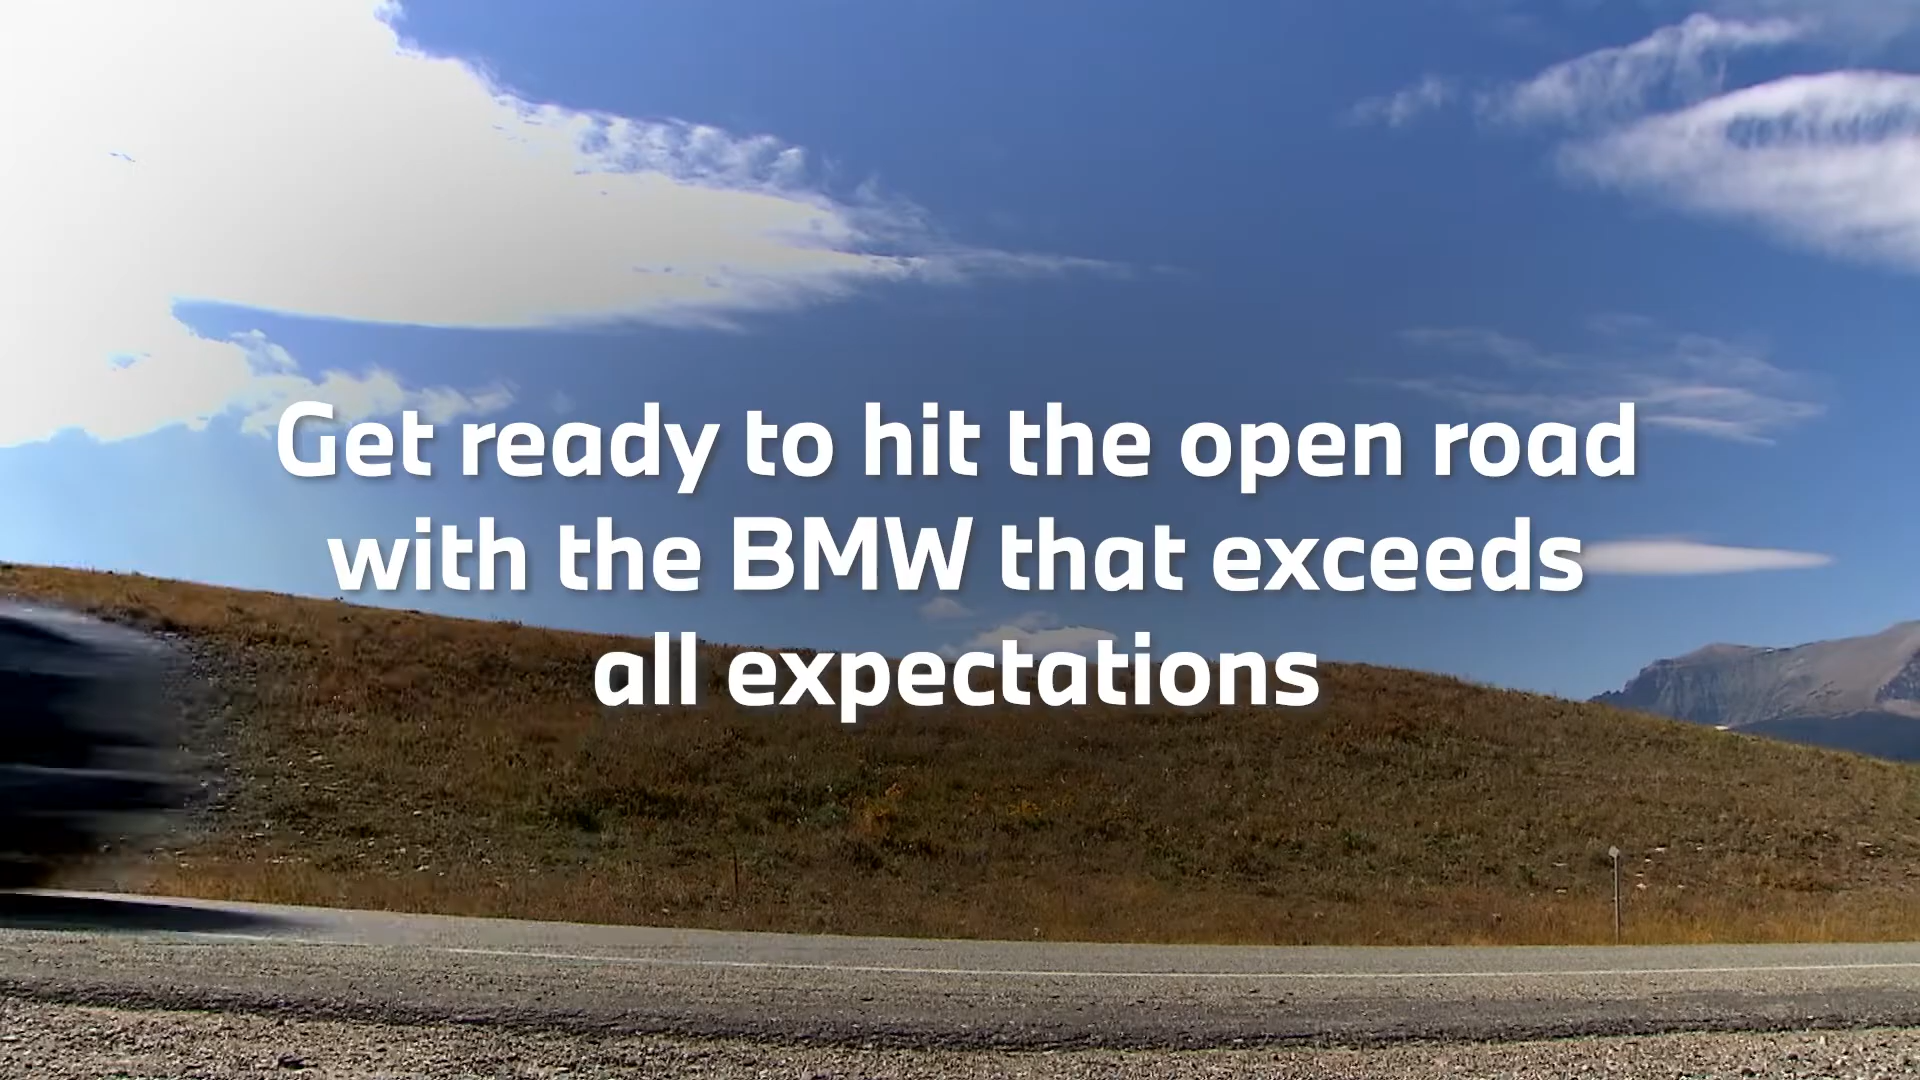 Get ready to hit the open road
with the BMW that exceeds
all expectations